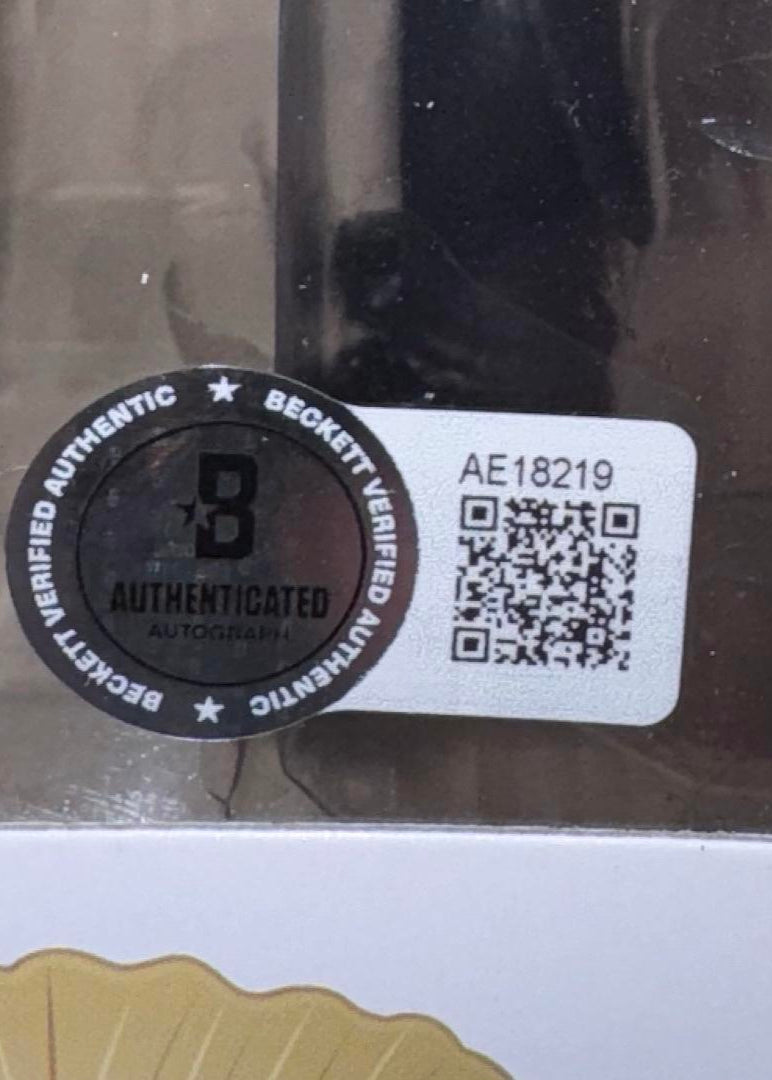 BECKETT VERIFIED AUTHENTIC ★ BECKETT VERIFIED AUTHENTIC ★
B
AUTHENTICATED
AUTOGRAPH
AE18219